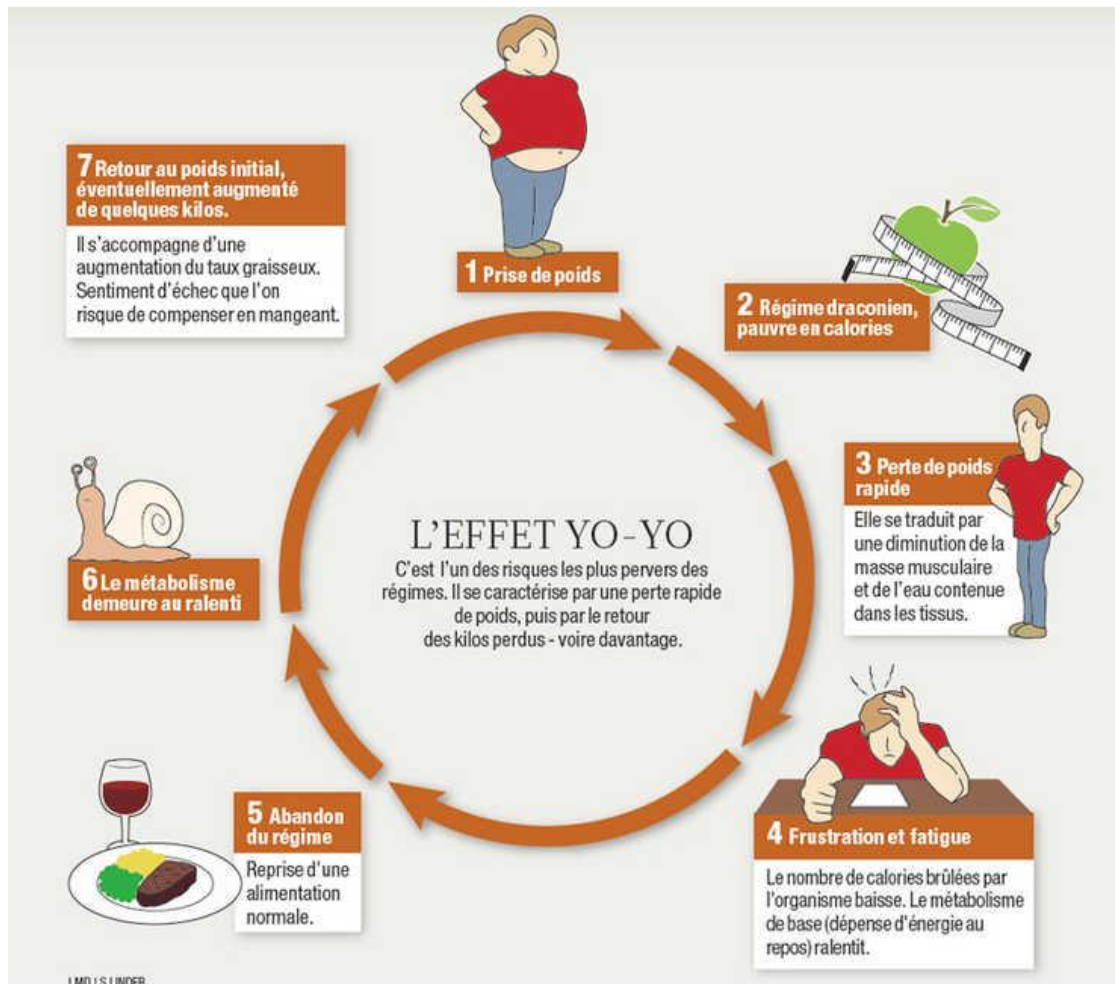 L'EFFET YO-YO
C'est l'un des risques les plus pervers des
régimes. Il se caractérise par une perte rapide
de poids, puis par le retour
des kilos perdus - voire davantage.
1 Prise de poids
2 Régime draconien,
pauvre en calories
3 Perte de poids
rapide
Elle se traduit par
une diminution de la
masse musculaire
et de l'eau contenue
dans les tissus.
4 Frustration et fatigue
Le nombre de calories brûlées par
l'organisme baisse. Le métabolisme
de base (dépense d'énergie au
repos) ralentit.
5 Abandon
du régime
Reprise d'une
alimentation
normale.
6 Le métabolisme
demeure au ralenti
7 Retour au poids initial,
éventuellement augmenté
de quelques kilos.
Il s'accompagne d'une
augmentation du taux graisseux.
Sentiment d'échec que l'on
risque de compenser en mangeant.